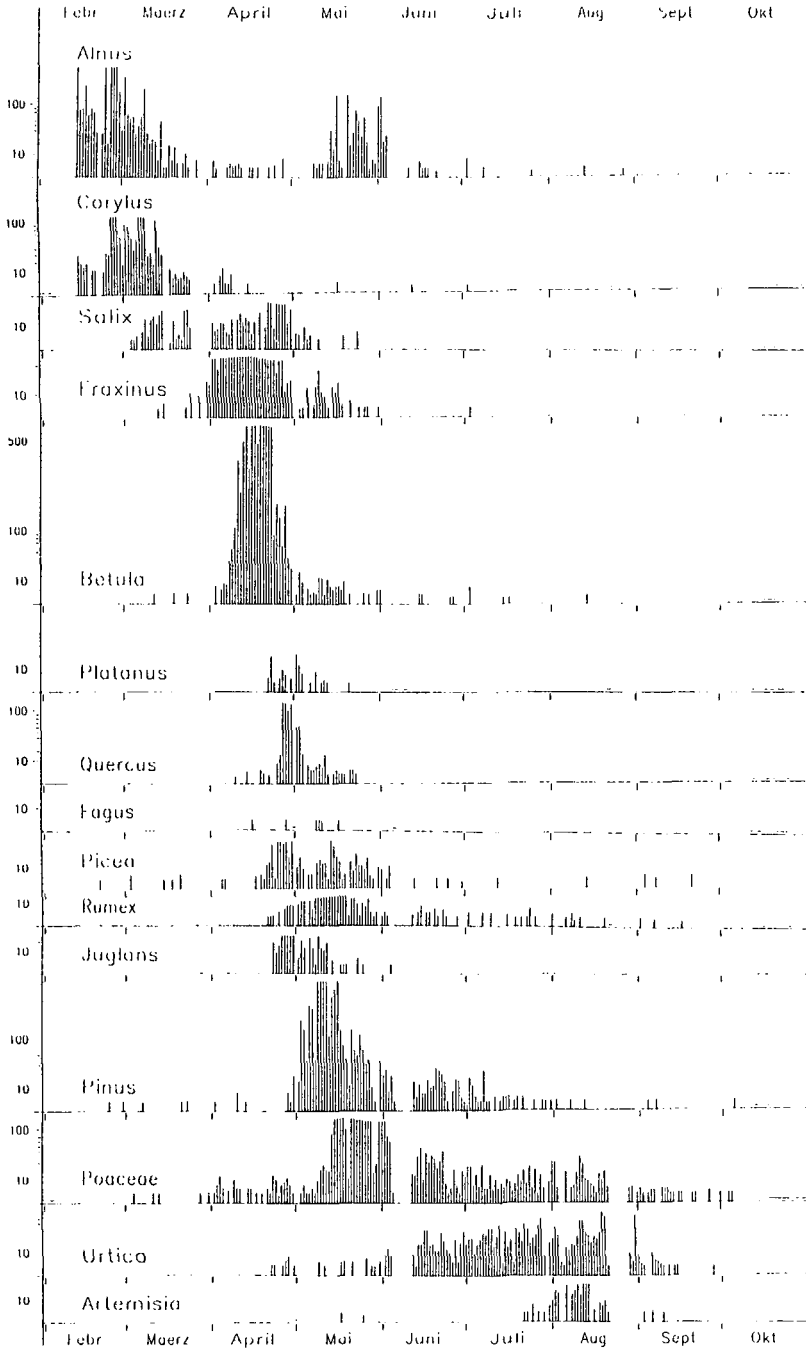 Febr Maerz April Mai Juni Juli Aug Sept Okt
Alnus
100
10
Corylus
100
10
Salix
10
Fraxinus
10
500
100
10
Betula
10
Platanus
100
10
Quercus
10
Fagus
10
Picea
10
Rumex
10
Juglans
100
10
Pinus
100
10
Poaceae
10
Urtica
10
Artemisia
Febr Maerz April Mai Juni Juli Aug Sept Okt